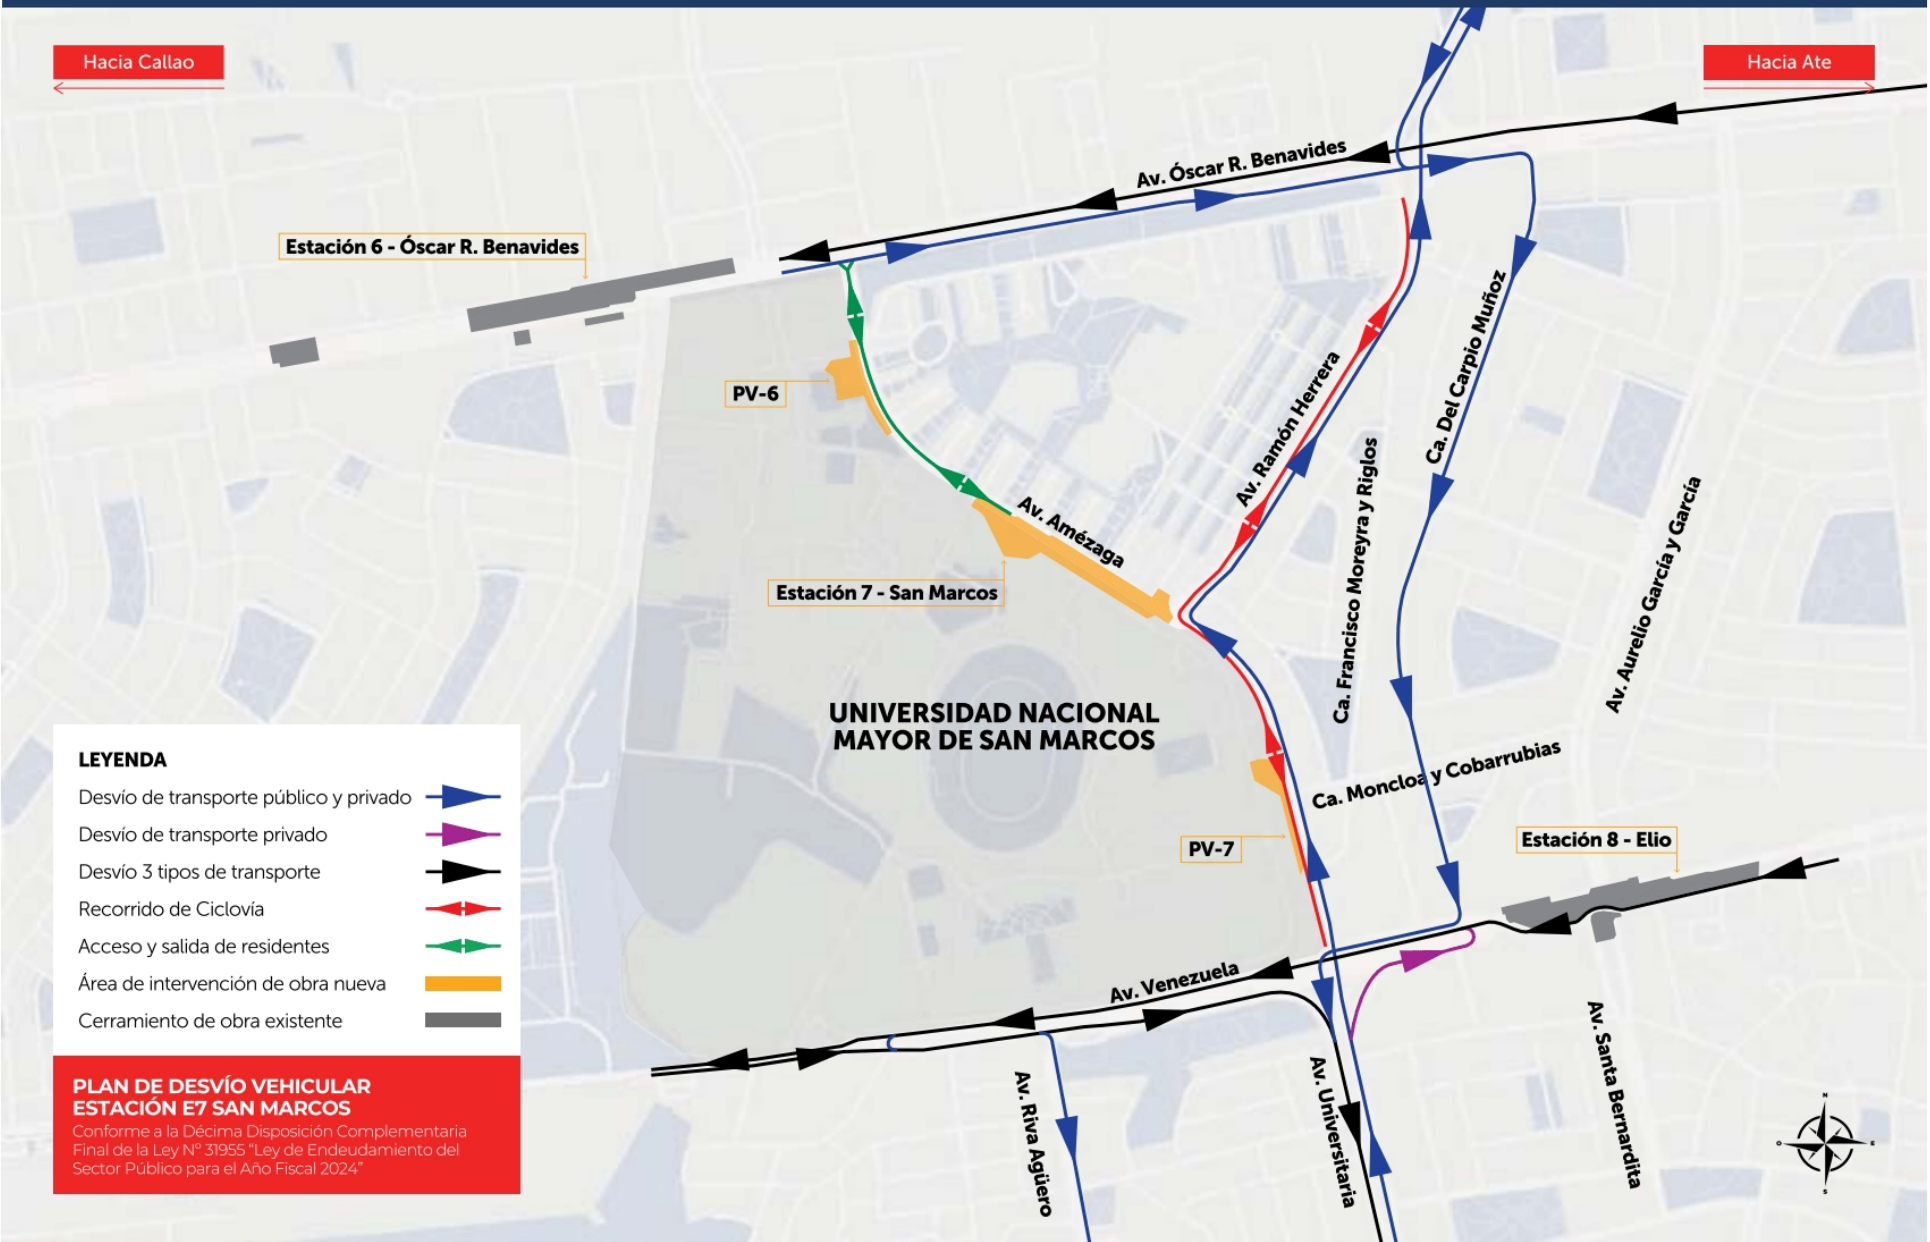 Hacia Callao
Hacia Ate
Av. Óscar R. Benavides
Estación 6 - Óscar R. Benavides
PV-6
Av. Ramón Herrera
Ca. Del Carpio Muñoz
Ca. Francisco Moreyra y Riglos
Av. Aurelio García y García
Av. Amézaga
Estación 7 - San Marcos
UNIVERSIDAD NACIONAL
MAYOR DE SAN MARCOS
Ca. Moncloa y Cobarrubias
PV-7
Estación 8 - Elio
Av. Venezuela
Av. Riva Agüero
Av. Universitaria
Av. Santa Bernardita
LEYENDA
Desvío de transporte público y privado
Desvío de transporte privado
Desvío 3 tipos de transporte
Recorrido de Ciclovía
Acceso y salida de residentes
Área de intervención de obra nueva
Cerramiento de obra existente
PLAN DE DESVÍO VEHICULAR
ESTACIÓN E7 SAN MARCOS
Conforme a la Décima Disposición Complementaria
Final de la Ley Nº 31955 "Ley de Endeudamiento del
Sector Público para el Año Fiscal 2024"
N
O
E
S